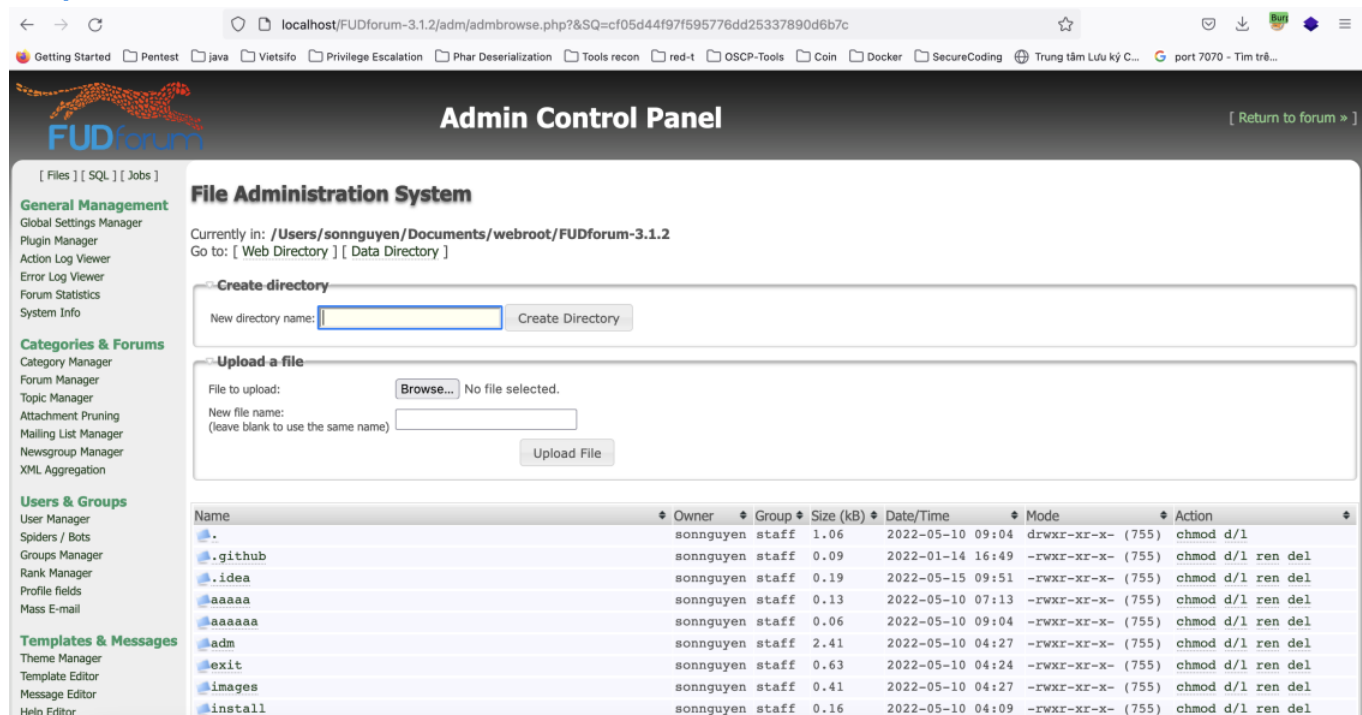 localhost/FUDforum-3.1.2/adm/admbrowse.php?&SQ=cf05d44f97f595776dd25337890d6b7c
Getting Started Pentest java Vietsifo Privilege Escalation Phar Deserialization Tools recon red-t OSCP-Tools Coin Docker SecureCoding Trung tâm Lưu ký C... port 7070 - Tìm trê...
FUDforum
Admin Control Panel
[ Return to forum » ]
[ Files ] [ SQL ] [ Jobs ]
General Management
Global Settings Manager
Plugin Manager
Action Log Viewer
Error Log Viewer
Forum Statistics
System Info
Categories & Forums
Category Manager
Forum Manager
Topic Manager
Attachment Pruning
Mailing List Manager
Newsgroup Manager
XML Aggregation
Users & Groups
User Manager
Spiders / Bots
Groups Manager
Rank Manager
Profile fields
Mass E-mail
Templates & Messages
Theme Manager
Template Editor
Message Editor
Help Editor
File Administration System
Currently in: /Users/sonnguyen/Documents/webroot/FUDforum-3.1.2
Go to: [ Web Directory ] [ Data Directory ]
Create directory
New directory name: Create Directory
Upload a file
File to upload: Browse... No file selected.
New file name:
(leave blank to use the same name)
Upload File
Name Owner Group Size (kB) Date/Time Mode Action
. sonnguyen staff 1.06 2022-05-10 09:04 drwxr-xr-x- (755) chmod d/l
.github sonnguyen staff 0.09 2022-01-14 16:49 -rwxr-xr-x- (755) chmod d/l ren del
.idea sonnguyen staff 0.19 2022-05-15 09:51 -rwxr-xr-x- (755) chmod d/l ren del
aaaaa sonnguyen staff 0.13 2022-05-10 07:13 -rwxr-xr-x- (755) chmod d/l ren del
aaaaaa sonnguyen staff 0.06 2022-05-10 09:04 -rwxr-xr-x- (755) chmod d/l ren del
adm sonnguyen staff 2.41 2022-05-10 04:27 -rwxr-xr-x- (755) chmod d/l ren del
exit sonnguyen staff 0.63 2022-05-10 04:24 -rwxr-xr-x- (755) chmod d/l ren del
images sonnguyen staff 0.41 2022-05-10 04:27 -rwxr-xr-x- (755) chmod d/l ren del
install sonnguyen staff 0.16 2022-05-10 04:09 -rwxr-xr-x- (755) chmod d/l ren del